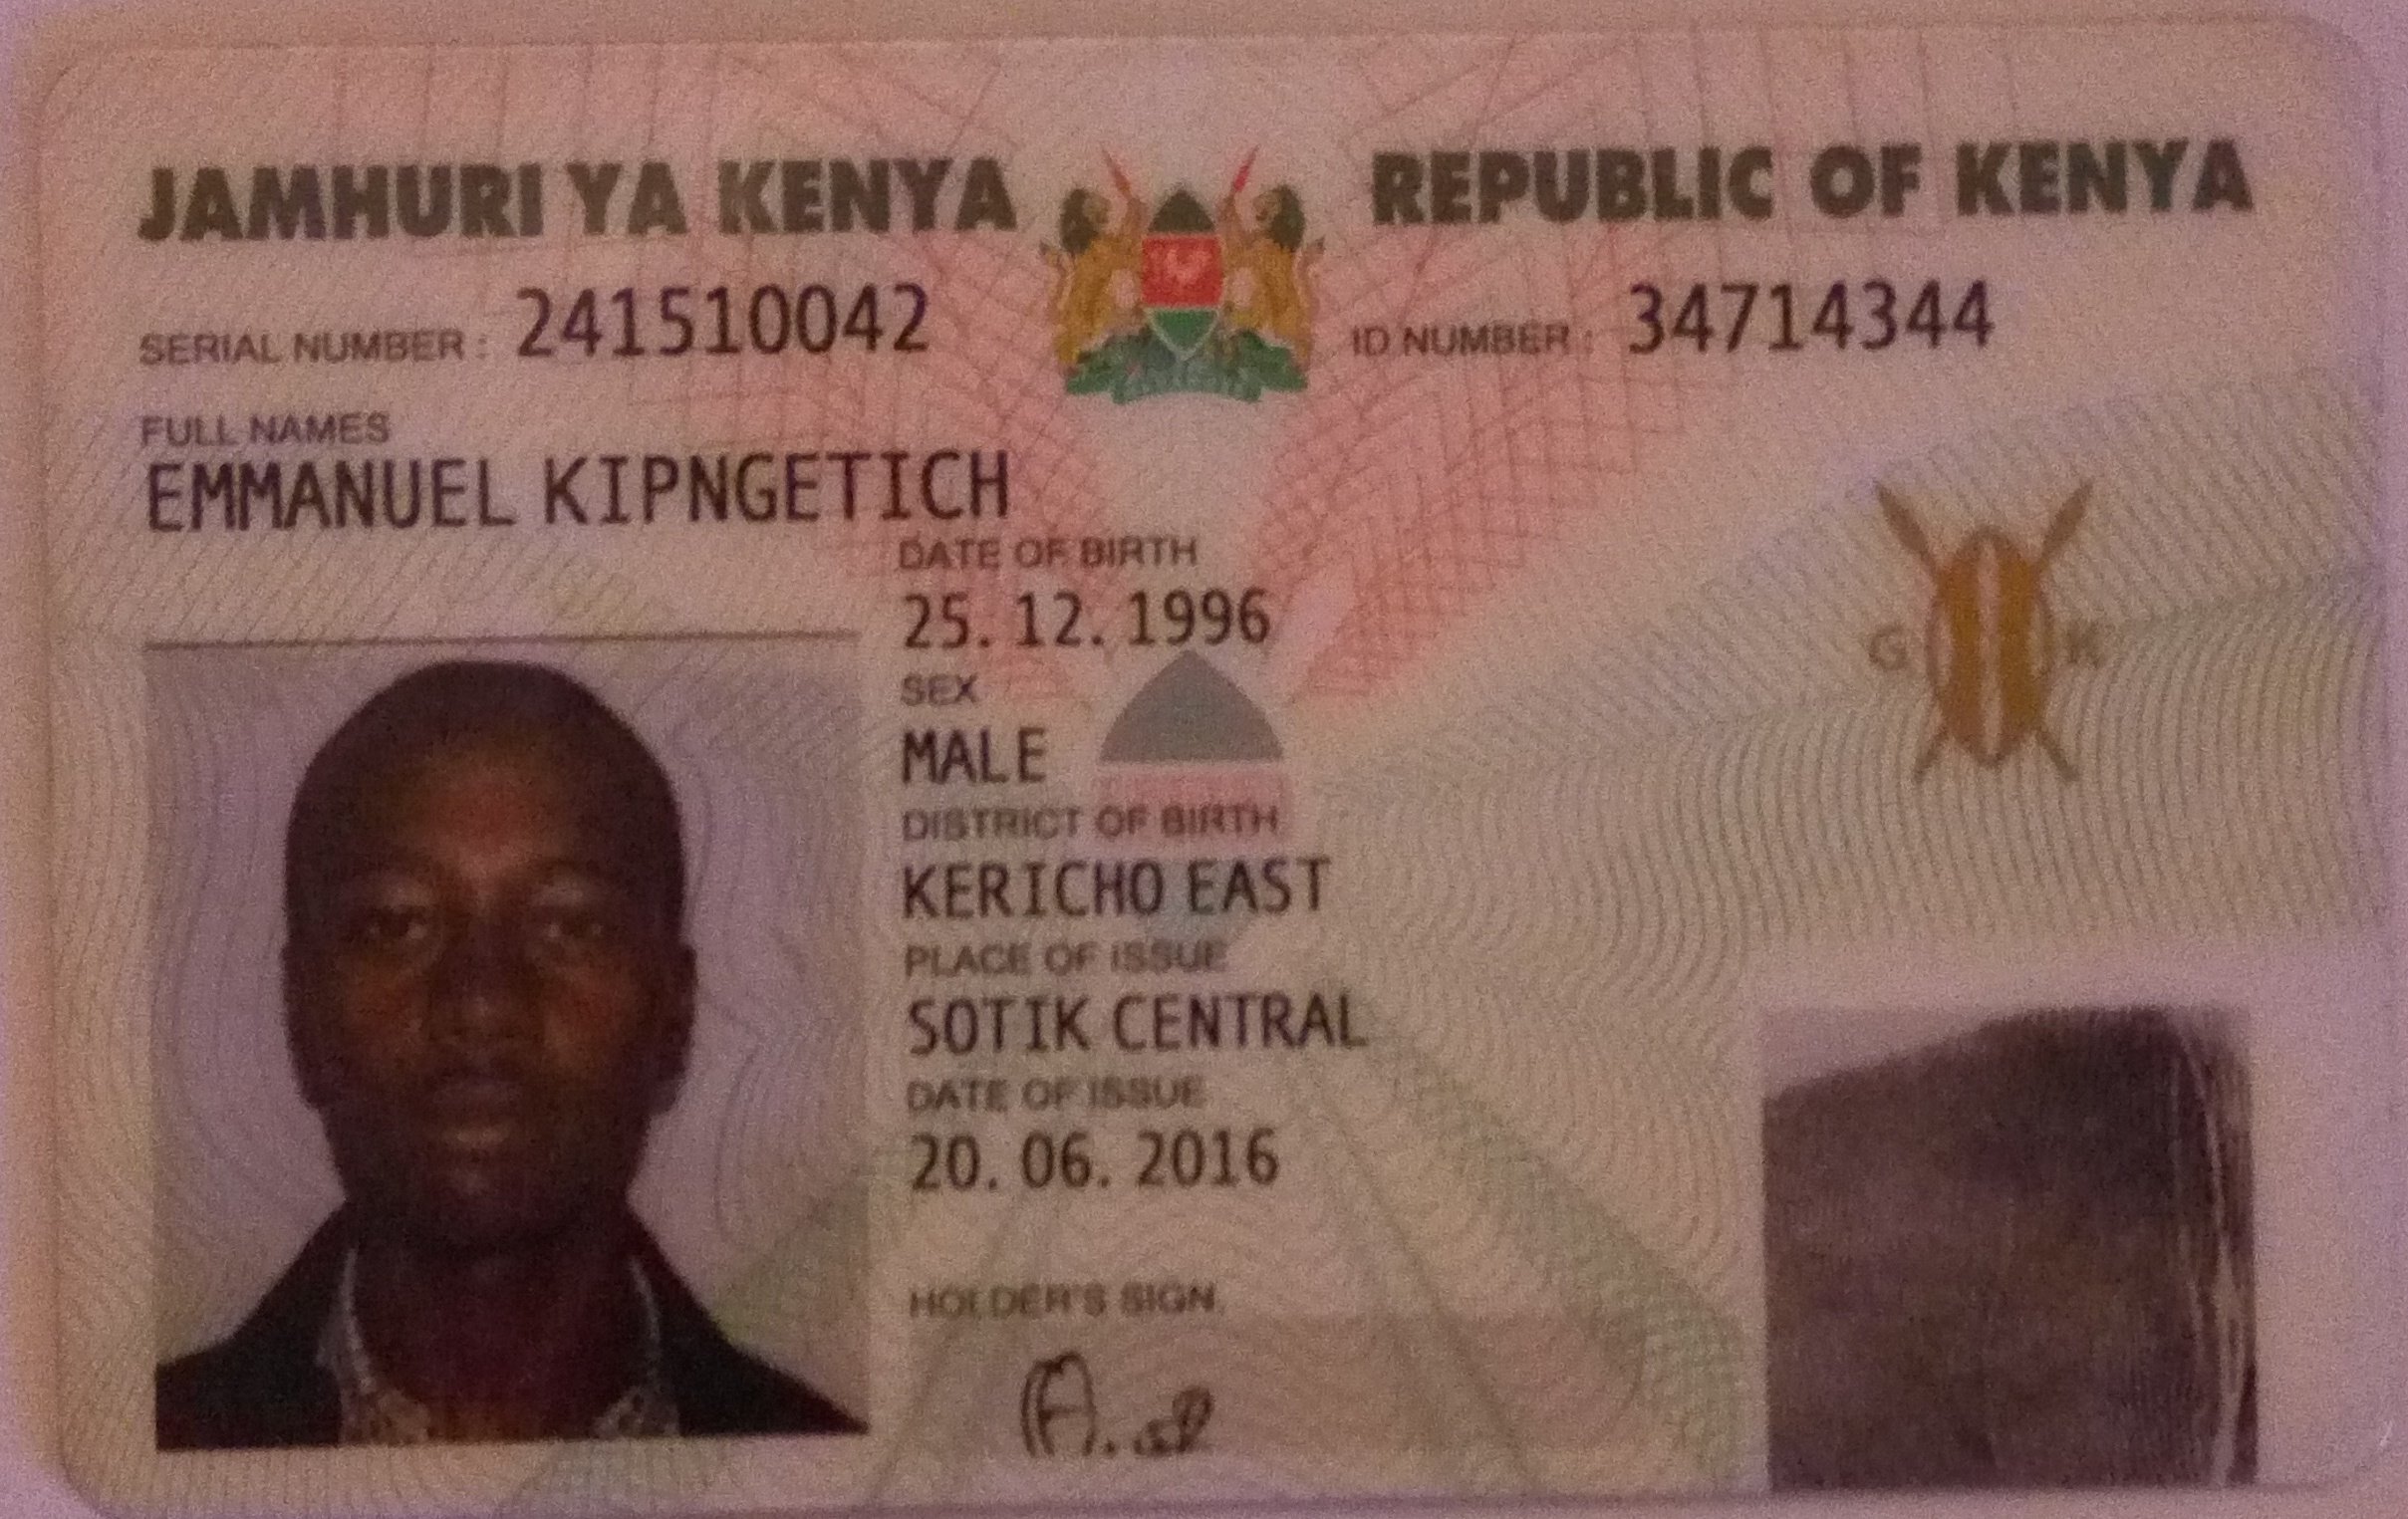 JAMHURI YA KENYA REPUBLIC OF KENYA
SERIAL NUMBER : 241510042 ID NUMBER : 34714344
FULL NAMES
EMMANUEL KIPNGETICH
DATE OF BIRTH
25. 12. 1996
SEX
MALE
G K
DISTRICT OF BIRTH
KERICHO EAST
PLACE OF ISSUE
SOTIK CENTRAL
DATE OF ISSUE
20. 06. 2016
HOLDER'S SIGN.